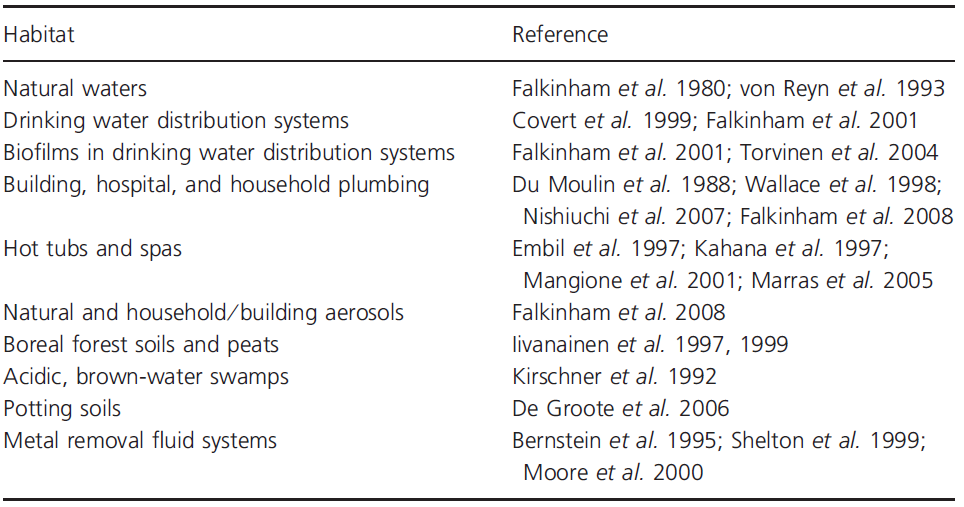 Habitat Reference
Natural waters Falkinham et al. 1980; von Reyn et al. 1993
Drinking water distribution systems Covert et al. 1999; Falkinham et al. 2001
Biofilms in drinking water distribution systems Falkinham et al. 2001; Torvinen et al. 2004
Building, hospital, and household plumbing Du Moulin et al. 1988; Wallace et al. 1998;
Nishiuchi et al. 2007; Falkinham et al. 2008
Hot tubs and spas Embil et al. 1997; Kahana et al. 1997;
Mangione et al. 2001; Marras et al. 2005
Natural and household/building aerosols Falkinham et al. 2008
Boreal forest soils and peats Iivanainen et al. 1997, 1999
Acidic, brown-water swamps Kirschner et al. 1992
Potting soils De Groote et al. 2006
Metal removal fluid systems Bernstein et al. 1995; Shelton et al. 1999;
Moore et al. 2000